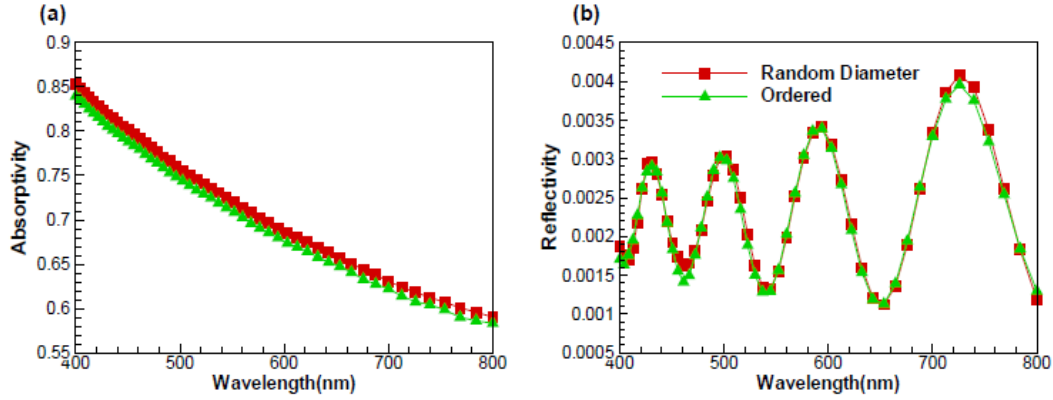 (a)
Absorptivity
0.9
0.85
0.8
0.75
0.7
0.65
0.6
0.55
400 500 600 700 800
Wavelength(nm)
(b)
Reflectivity
0.0045
0.004
0.0035
0.003
0.0025
0.002
0.0015
0.001
0.0005
Random Diameter
Ordered
400 500 600 700 800
Wavelength(nm)